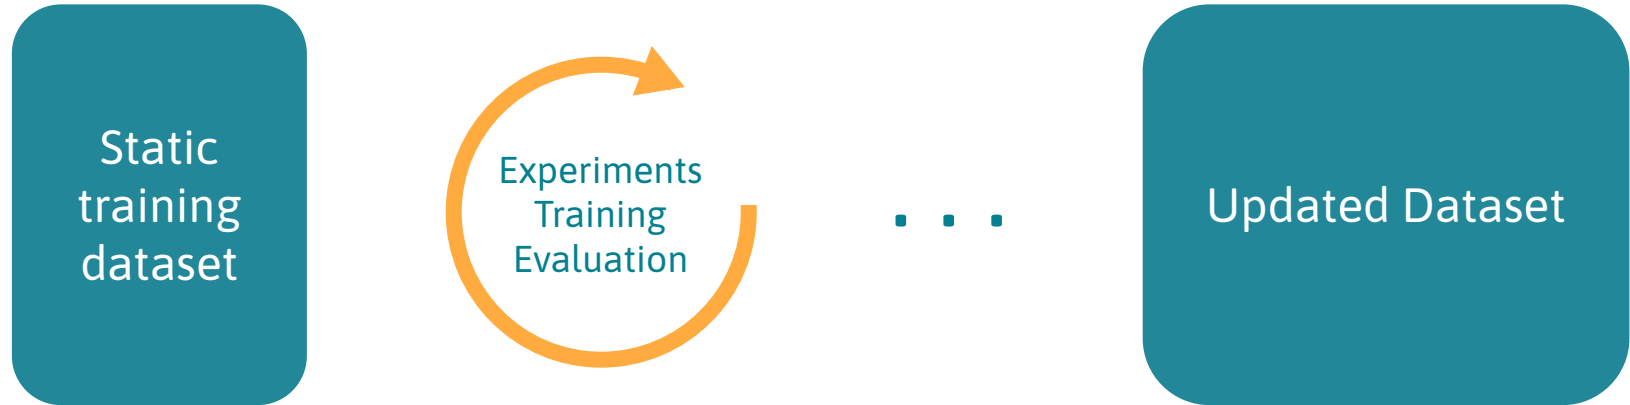 Static
training
dataset
Experiments
Training
Evaluation
. . .
Updated Dataset